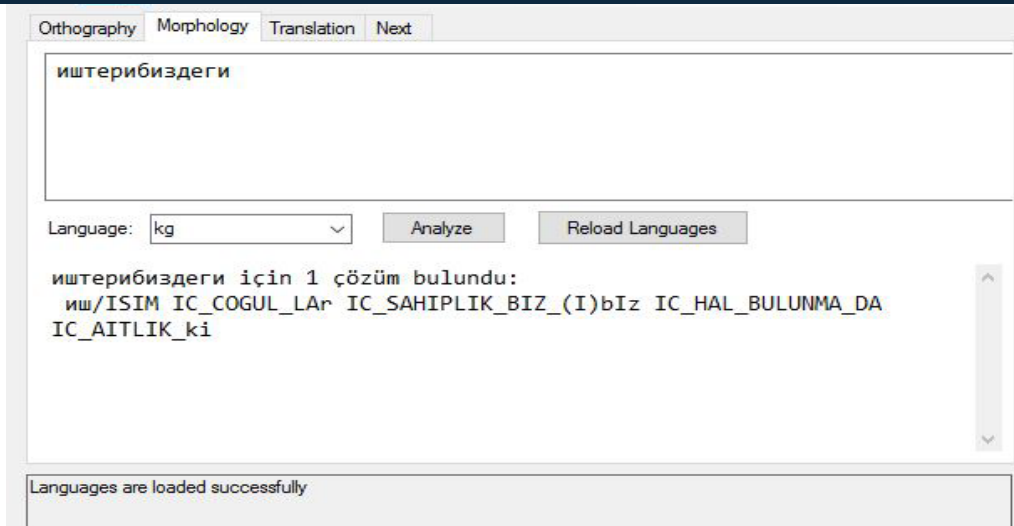 Orthography Morphology Translation Next
иштерибиздеги
Language: kg Analyze Reload Languages
иштерибиздеги için 1 çözüm bulundu:
иш/ISIM IC_COGUL_LAr IC_SAHIPLIK_BIZ_(I)bIz IC_HAL_BULUNMA_DA
IC_AITLIK_ki
Languages are loaded successfully